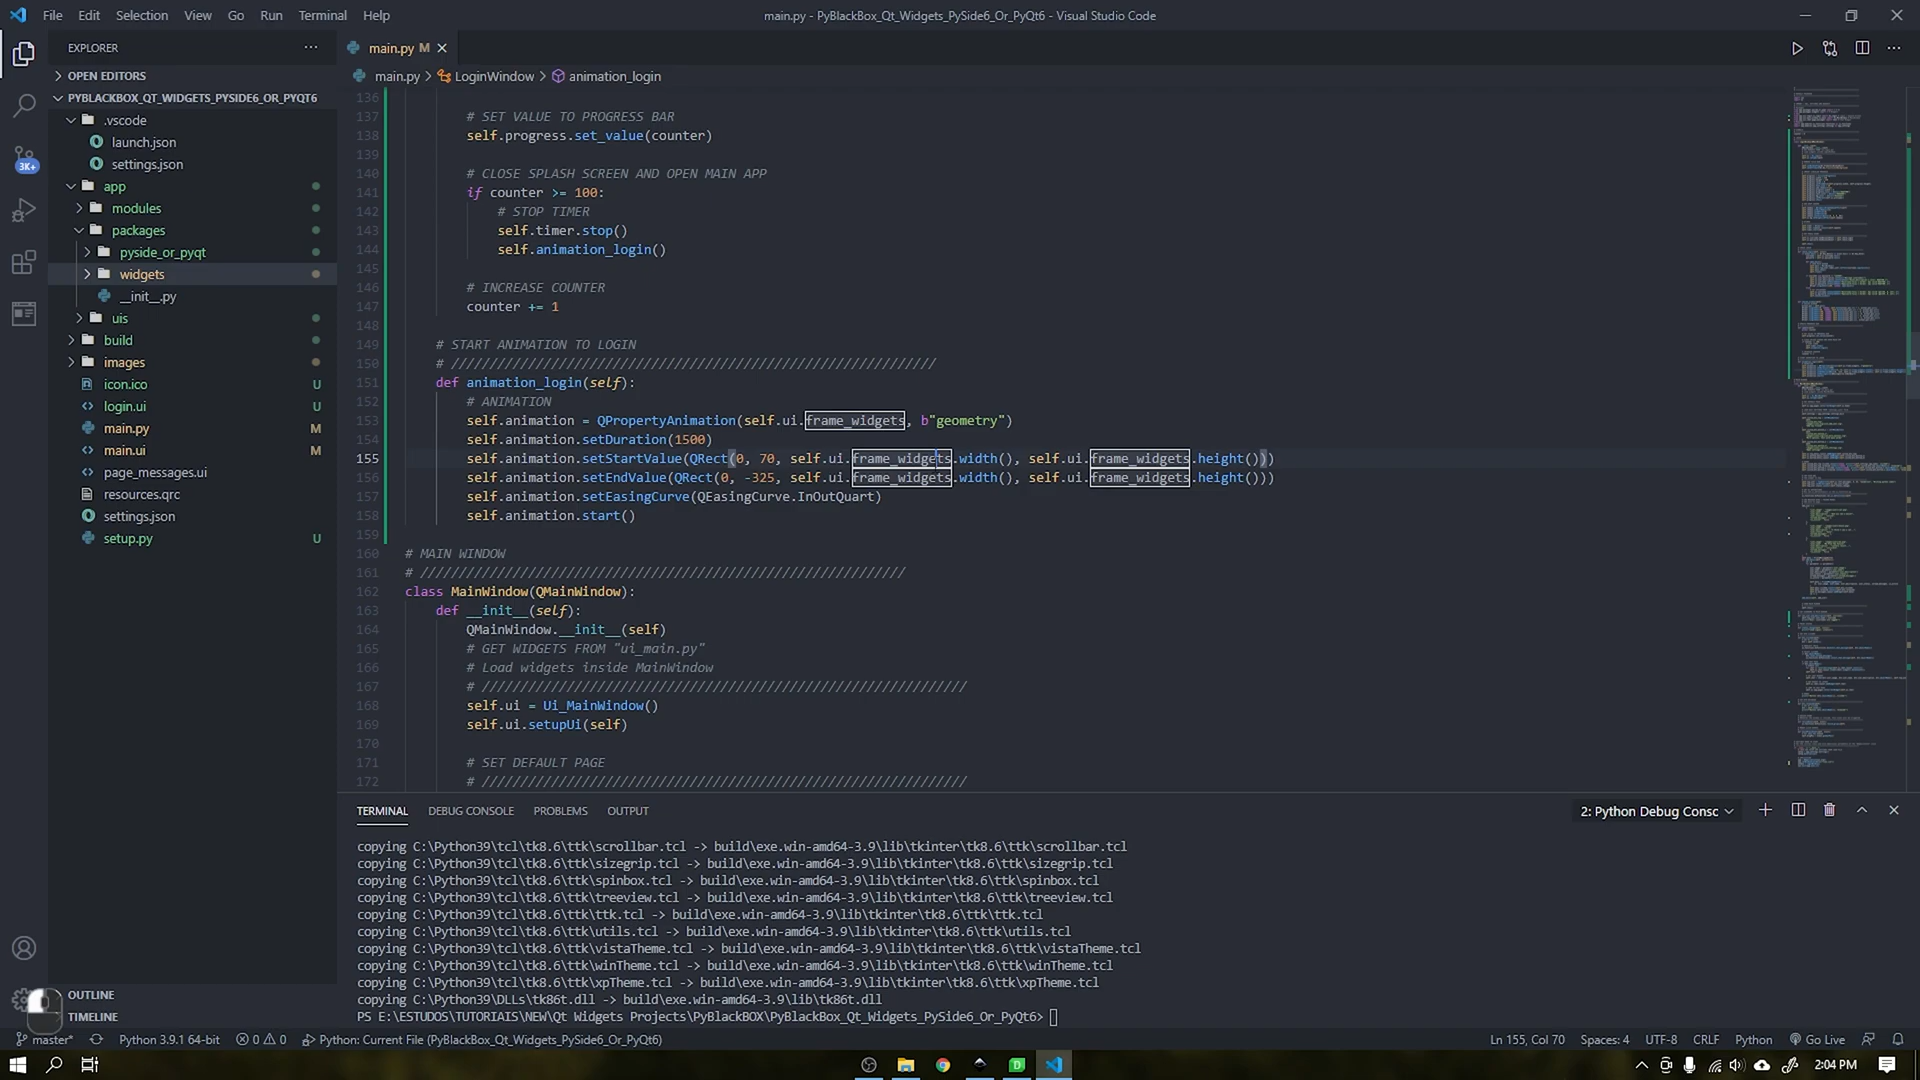 File Edit Selection View Go Run Terminal Help
main.py - PyBlackBox_Qt_Widgets_PySide6_Or_PyQt6 - Visual Studio Code
EXPLORER
OPEN EDITORS
PYBLACKBOX_QT_WIDGETS_PYSIDE6_OR_PYQT6
.vscode
launch.json
settings.json
3K+
app
modules
packages
pyside_or_pyqt
widgets
__init__.py
uis
build
images
icon.ico U
login.ui U
main.py M
main.ui M
page_messages.ui
resources.qrc
settings.json
setup.py U
OUTLINE
TIMELINE
main.py M
main.py > LoginWindow > animation_login
136
137 # SET VALUE TO PROGRESS BAR
138 self.progress.set_value(counter)
139
140 # CLOSE SPLASH SCREEN AND OPEN MAIN APP
141 if counter >= 100:
142 # STOP TIMER
143 self.timer.stop()
144 self.animation_login()
145
146 # INCREASE COUNTER
147 counter += 1
148
149 # START ANIMATION TO LOGIN
150 # ///////////////////////////////////////////////////////////////
151 def animation_login(self):
152 # ANIMATION
153 self.animation = QPropertyAnimation(self.ui.frame_widgets, b"geometry")
154 self.animation.setDuration(1500)
155 self.animation.setStartValue(QRect(0, 70, self.ui.frame_widgets.width(), self.ui.frame_widgets.height()))
156 self.animation.setEndValue(QRect(0, -325, self.ui.frame_widgets.width(), self.ui.frame_widgets.height()))
157 self.animation.setEasingCurve(QEasingCurve.InOutQuart)
158 self.animation.start()
159
160 # MAIN WINDOW
161 # ///////////////////////////////////////////////////////////////
162 class MainWindow(QMainWindow):
163 def __init__(self):
164 QMainWindow.__init__(self)
165 # GET WIDGETS FROM "ui_main.py"
166 # Load widgets inside MainWindow
167 # ///////////////////////////////////////////////////////////////
168 self.ui = Ui_MainWindow()
169 self.ui.setupUi(self)
170
171 # SET DEFAULT PAGE
172 # ///////////////////////////////////////////////////////////////
TERMINAL DEBUG CONSOLE PROBLEMS OUTPUT 2: Python Debug Consc
copying C:\Python39\tcl\tk8.6\ttk\scrollbar.tcl -> build\exe.win-amd64-3.9\lib\tkinter\tk8.6\ttk\scrollbar.tcl
copying C:\Python39\tcl\tk8.6\ttk\sizegrip.tcl -> build\exe.win-amd64-3.9\lib\tkinter\tk8.6\ttk\sizegrip.tcl
copying C:\Python39\tcl\tk8.6\ttk\spinbox.tcl -> build\exe.win-amd64-3.9\lib\tkinter\tk8.6\ttk\spinbox.tcl
copying C:\Python39\tcl\tk8.6\ttk\treeview.tcl -> build\exe.win-amd64-3.9\lib\tkinter\tk8.6\ttk\treeview.tcl
copying C:\Python39\tcl\tk8.6\ttk\ttk.tcl -> build\exe.win-amd64-3.9\lib\tkinter\tk8.6\ttk\ttk.tcl
copying C:\Python39\tcl\tk8.6\ttk\utils.tcl -> build\exe.win-amd64-3.9\lib\tkinter\tk8.6\ttk\utils.tcl
copying C:\Python39\tcl\tk8.6\ttk\vistaTheme.tcl -> build\exe.win-amd64-3.9\lib\tkinter\tk8.6\ttk\vistaTheme.tcl
copying C:\Python39\tcl\tk8.6\ttk\winTheme.tcl -> build\exe.win-amd64-3.9\lib\tkinter\tk8.6\ttk\winTheme.tcl
copying C:\Python39\tcl\tk8.6\ttk\xpTheme.tcl -> build\exe.win-amd64-3.9\lib\tkinter\tk8.6\ttk\xpTheme.tcl
copying C:\Python39\DLLs\tk86t.dll -> build\exe.win-amd64-3.9\lib\tk86t.dll
PS E:\ESTUDOS\TUTORIAIS\NEW\Qt Widgets Projects\PyBlackBOX\PyBlackBox_Qt_Widgets_PySide6_Or_PyQt6>
master* Python 3.9.1 64-bit 0 0 Python: Current File (PyBlackBox_Qt_Widgets_PySide6_Or_PyQt6) Ln 155, Col 70 Spaces: 4 UTF-8 CRLF Python Go Live
2:04 PM